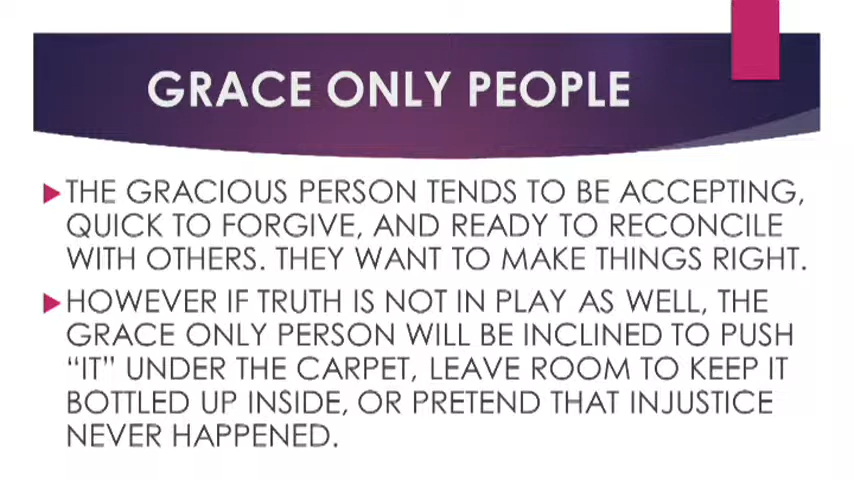 GRACE ONLY PEOPLE
THE GRACIOUS PERSON TENDS TO BE ACCEPTING,
QUICK TO FORGIVE, AND READY TO RECONCILE
WITH OTHERS. THEY WANT TO MAKE THINGS RIGHT.
HOWEVER IF TRUTH IS NOT IN PLAY AS WELL, THE
GRACE ONLY PERSON WILL BE INCLINED TO PUSH
“IT” UNDER THE CARPET, LEAVE ROOM TO KEEP IT
BOTTLED UP INSIDE, OR PRETEND THAT INJUSTICE
NEVER HAPPENED.